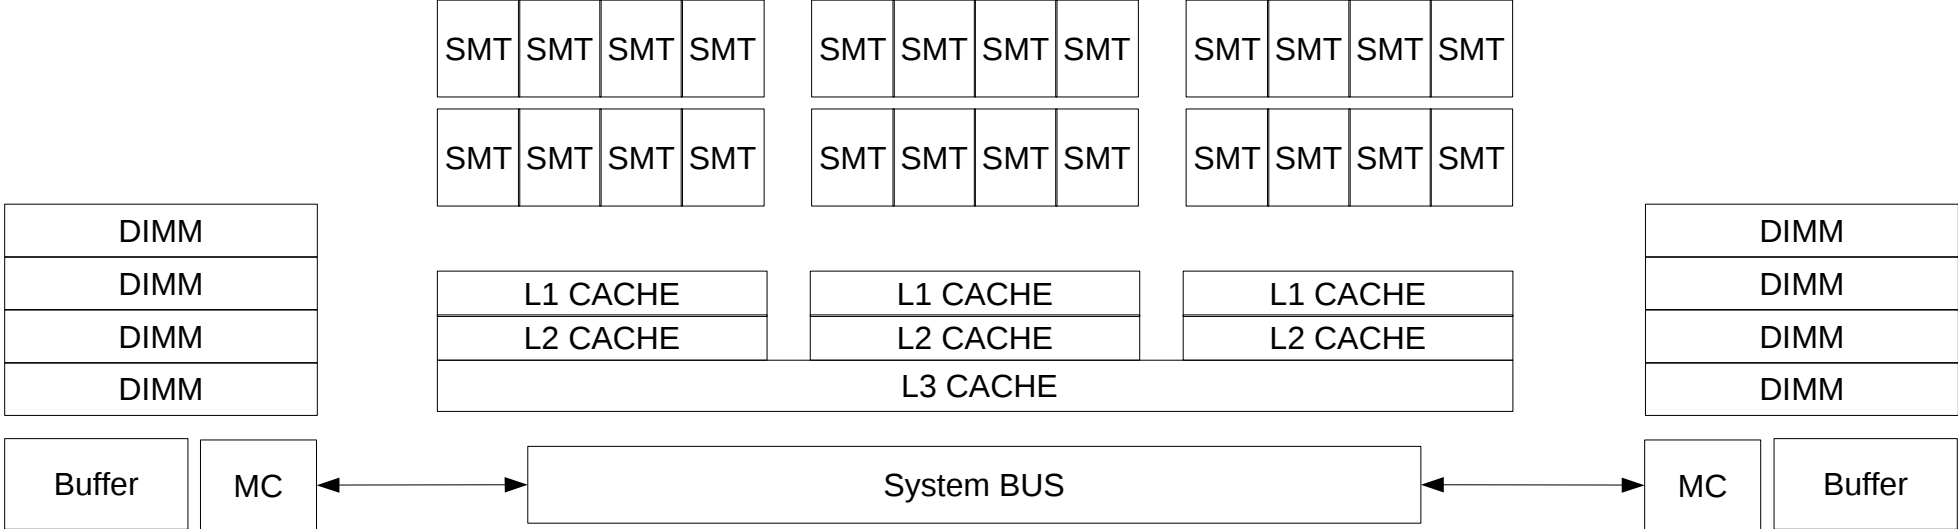 SMT SMT SMT SMT SMT SMT SMT SMT SMT SMT SMT SMT
SMT SMT SMT SMT SMT SMT SMT SMT SMT SMT SMT SMT
DIMM DIMM
DIMM L1 CACHE L1 CACHE L1 CACHE DIMM
DIMM L2 CACHE L2 CACHE L2 CACHE DIMM
DIMM L3 CACHE DIMM
Buffer MC System BUS MC Buffer